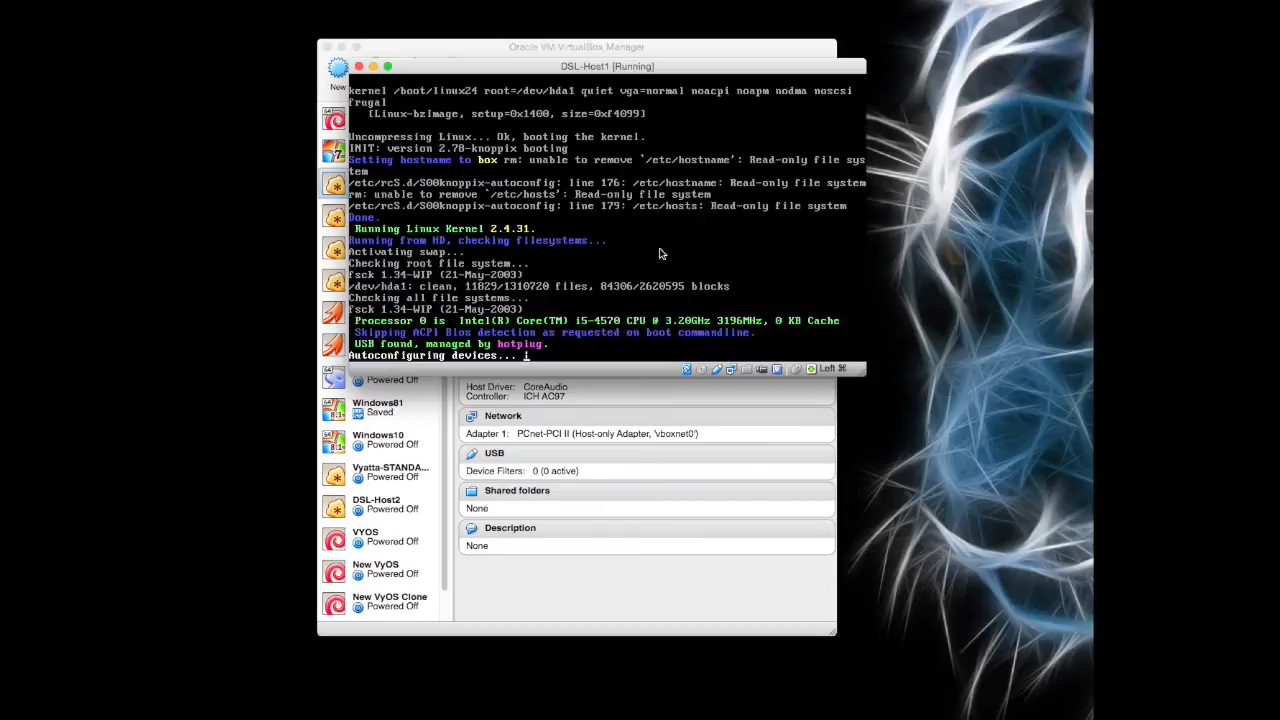 Oracle VM VirtualBox Manager
DSL-Host1 [Running]
New
kernel /boot/linux24 root=/dev/hda1 quiet vga=normal noacpi noapm nodma noscsi
frugal
[Linux-bzImage, setup=0x1400, size=0xf4099]
Uncompressing Linux... Ok, booting the kernel.
INIT: version 2.78-knoppix booting
Setting hostname to box rm: unable to remove `/etc/hostname': Read-only file sys
tem
/etc/rcS.d/S00knoppix-autoconfig: line 176: /etc/hostname: Read-only file system
rm: unable to remove `/etc/hosts': Read-only file system
/etc/rcS.d/S00knoppix-autoconfig: line 179: /etc/hosts: Read-only file system
Done.
Running Linux Kernel 2.4.31.
Running from HD, checking filesystems...
Activating swap...
Checking root file system...
fsck 1.34-WIP (21-May-2003)
/dev/hda1: clean, 11829/1310720 files, 84306/2620595 blocks
Checking all file systems...
fsck 1.34-WIP (21-May-2003)
Processor 0 is Intel(R) Core(TM) i5-4570 CPU @ 3.20GHz 3196MHz, 0 KB Cache
Skipping ACPI Bios detection as requested on boot commandline.
USB found, managed by hotplug.
Autoconfiguring devices...
Left ⌘
Powered Off
Windows81
Saved
Windows10
Powered Off
Vyatta-STANDA...
Powered Off
DSL-Host2
Powered Off
VYOS
Powered Off
New VyOS
Powered Off
New VyOS Clone
Powered Off
Host Driver: CoreAudio
Controller: ICH AC97
Network
Adapter 1: PCnet-PCI II (Host-only Adapter, 'vboxnet0')
USB
Device Filters: 0 (0 active)
Shared folders
None
Description
None